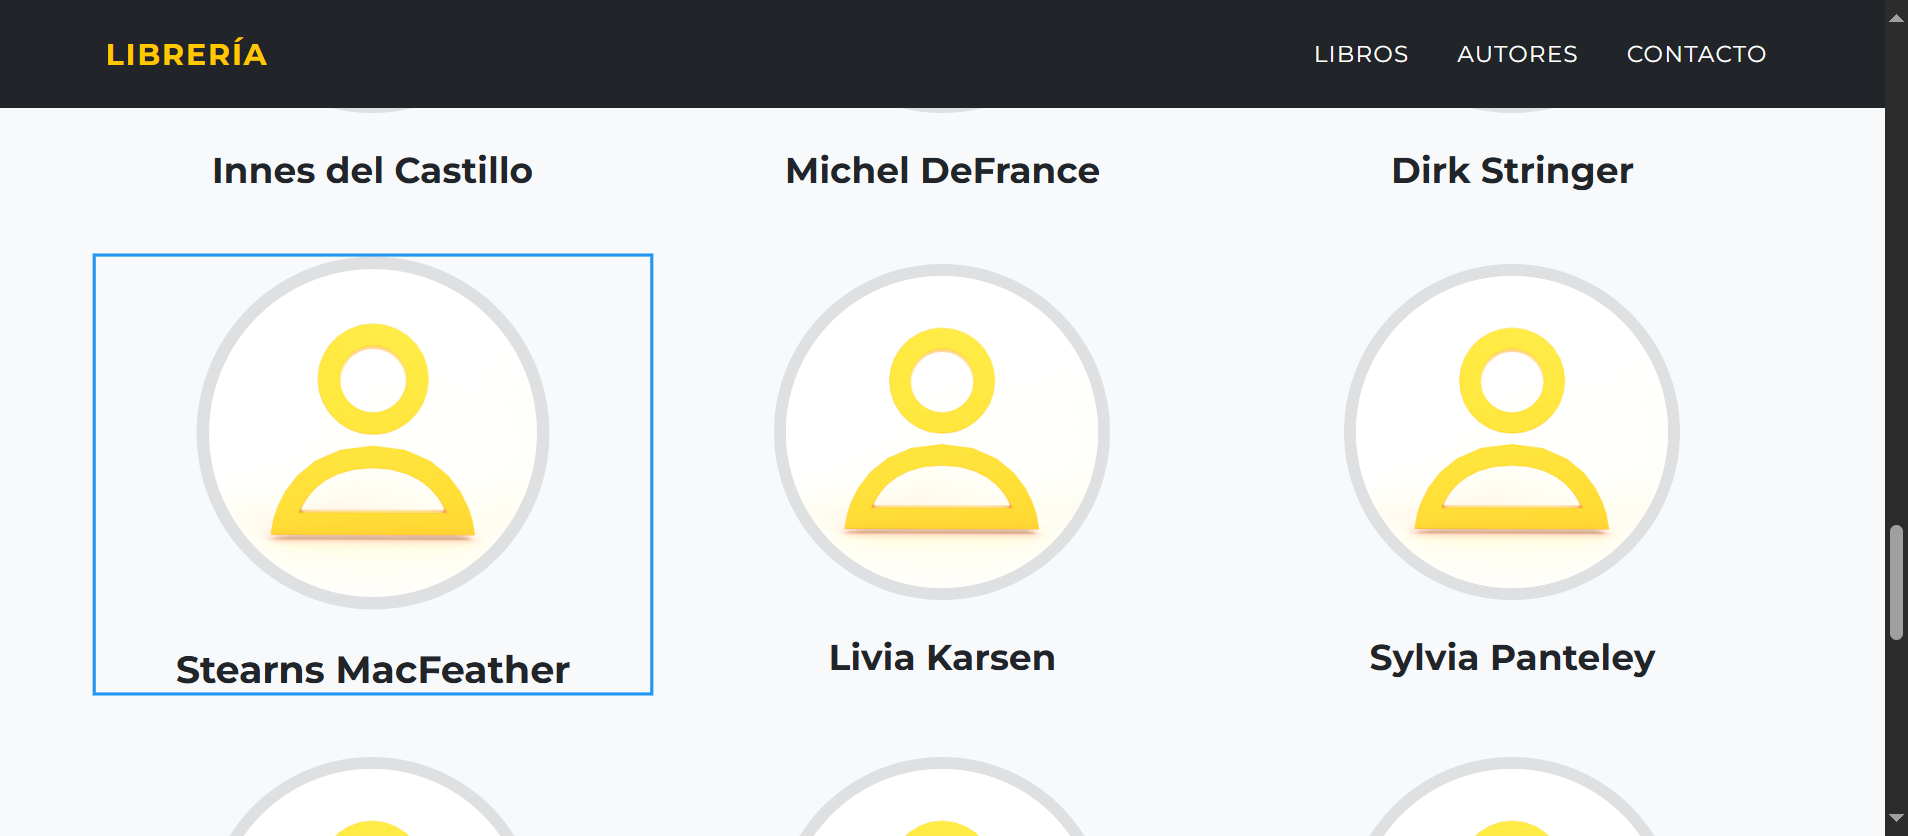 LIBRERÍA
LIBROS AUTORES CONTACTO
Innes del Castillo
Michel DeFrance
Dirk Stringer
Stearns MacFeather
Livia Karsen
Sylvia Panteley